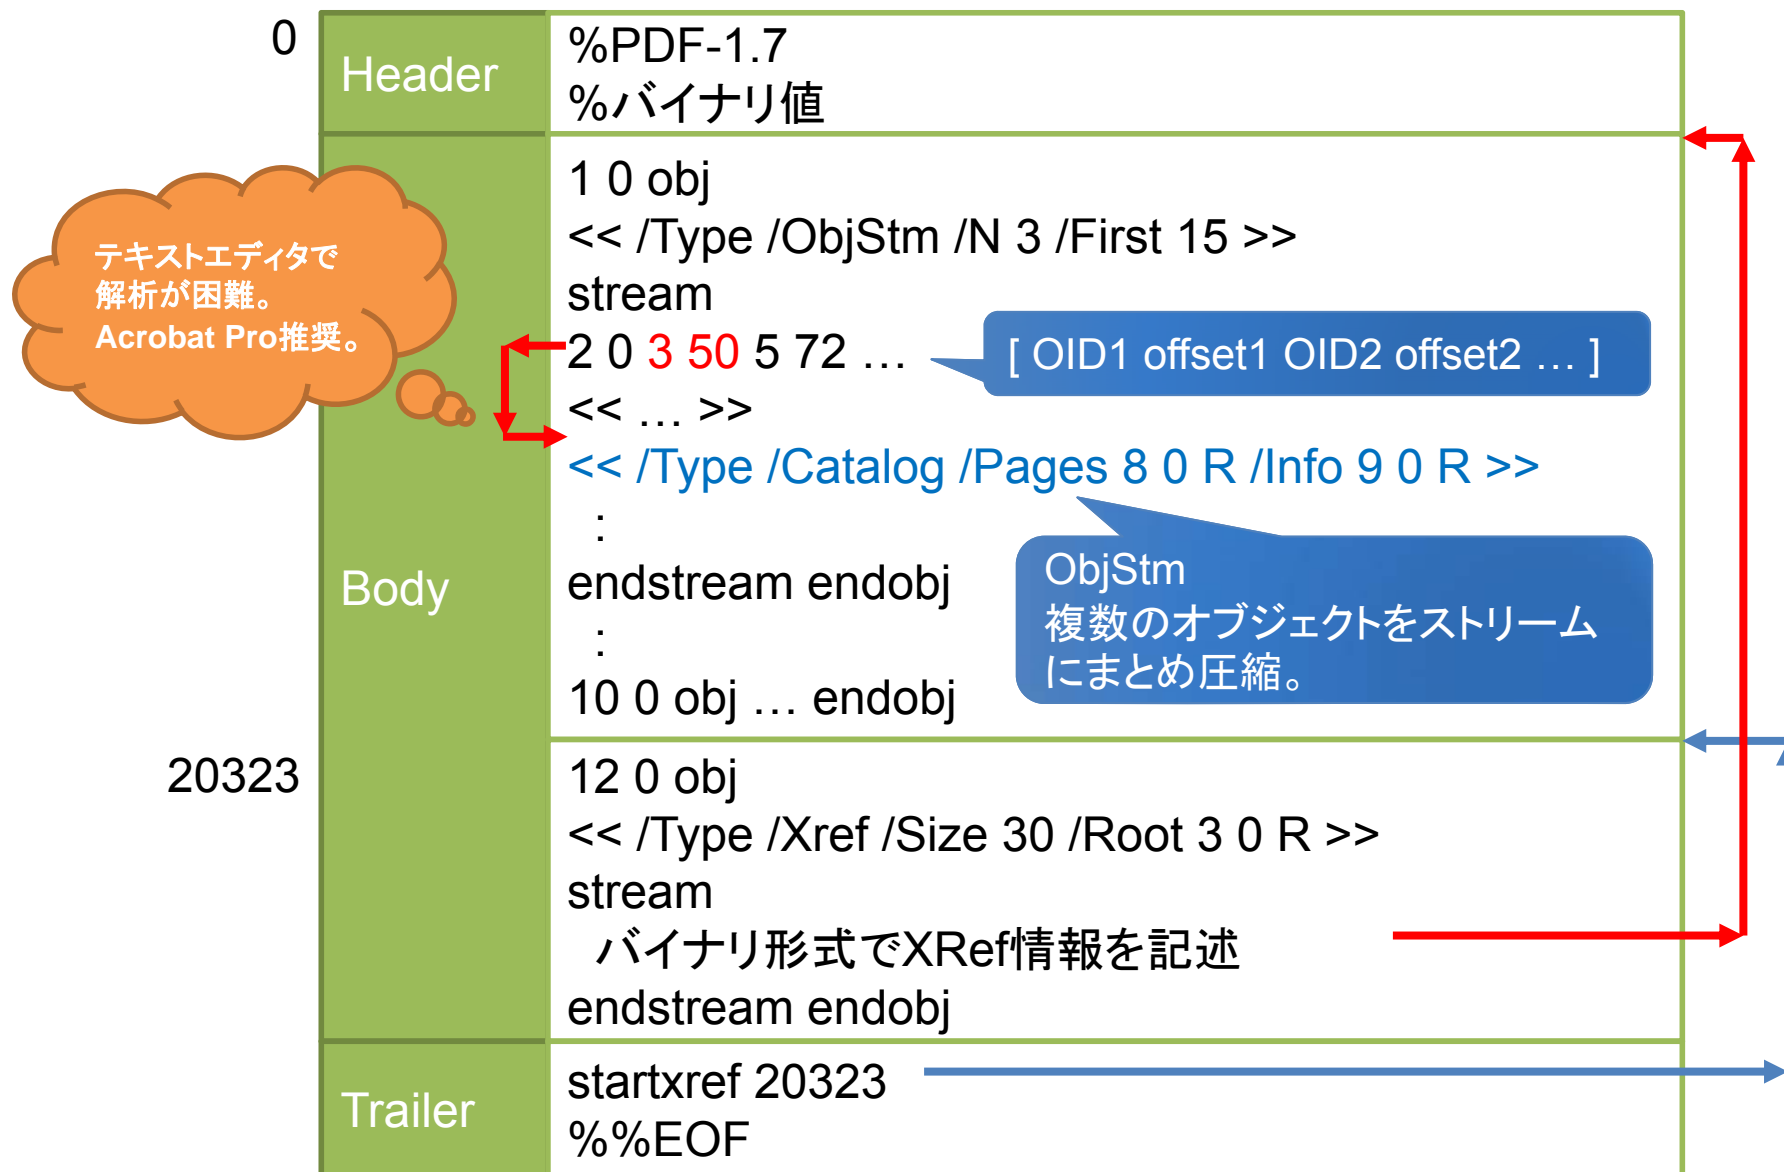 0
Header
%PDF-1.7
%バイナリ値
テキストエディタで
解析が困難。
Acrobat Pro推奨。
Body
1 0 obj
<< /Type /ObjStm /N 3 /First 15 >>
stream
2 0 3 50 5 72 …
[ OID1 offset1 OID2 offset2 … ]
<< … >>
<< /Type /Catalog /Pages 8 0 R /Info 9 0 R >>
:
endstream endobj
:
10 0 obj … endobj
ObjStm
複数のオブジェクトをストリーム
にまとめ圧縮。
20323
12 0 obj
<< /Type /Xref /Size 30 /Root 3 0 R >>
stream
バイナリ形式でXRef情報を記述
endstream endobj
Trailer
startxref 20323
%%EOF